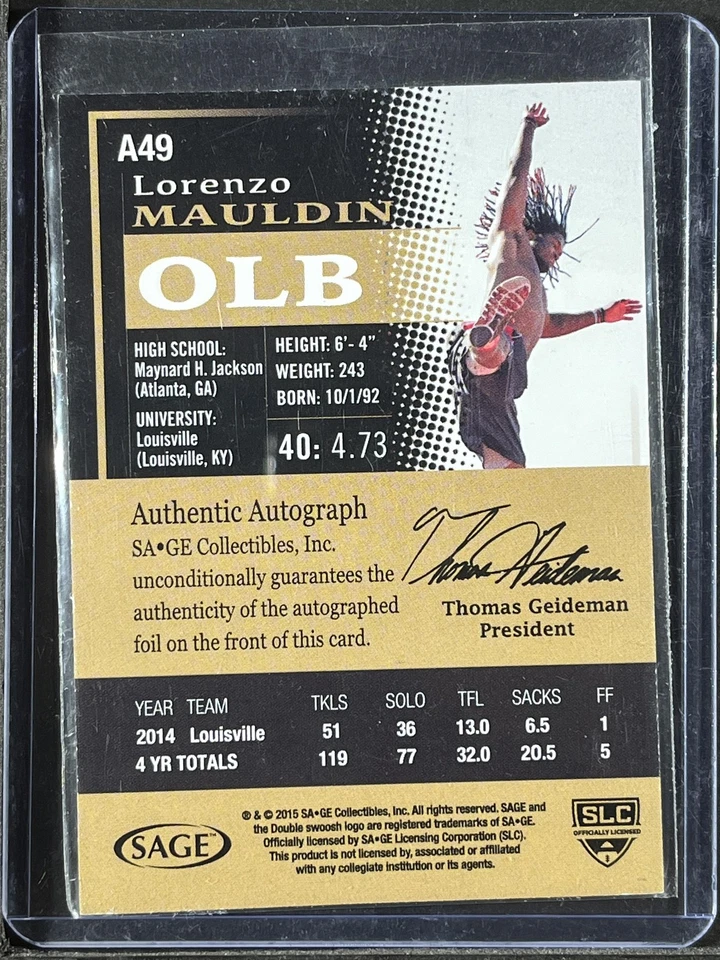 A49
Lorenzo
MAULDIN
OLB
HIGH SCHOOL:
Maynard H. Jackson
(Atlanta, GA)
UNIVERSITY:
Louisville
(Louisville, KY)
HEIGHT: 6'- 4"
WEIGHT: 243
BORN: 10/1/92
40: 4.73
Authentic Autograph
SA•GE Collectibles, Inc.
unconditionally guarantees the
authenticity of the autographed
foil on the front of this card.
Thomas Geideman
Thomas Geideman
President
YEAR TEAM TKLS SOLO TFL SACKS FF
2014 Louisville 51 36 13.0 6.5 1
4 YR TOTALS 119 77 32.0 20.5 5
SAGE™
® & © 2015 SA•GE Collectibles, Inc. All rights reserved. SAGE and
the Double swoosh logo are registered trademarks of SA•GE.
Officially licensed by SA•GE Licensing Corporation (SLC).
This product is not licensed by, associated or affiliated
with any collegiate institution or its agents.
SLC
OFFICIALLY LICENSED